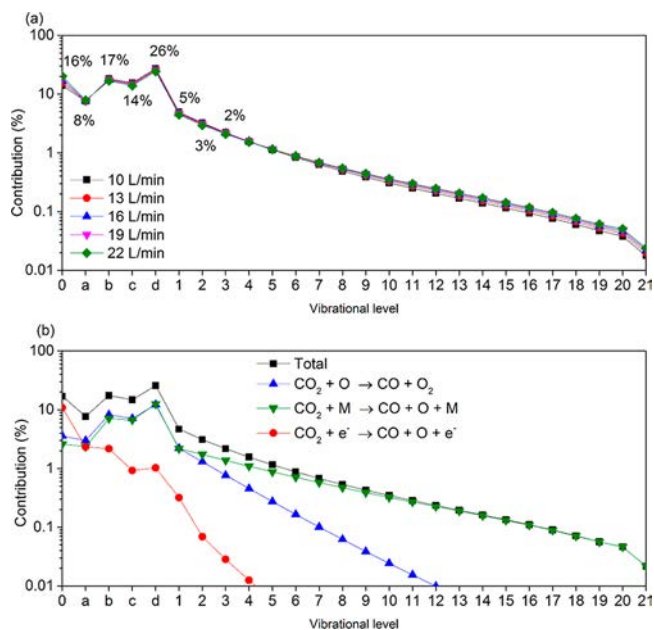 (a)
100
10
1
0.1
0.01
Contribution (%)
16%
8%
17%
14%
26%
5%
3%
2%
10 L/min
13 L/min
16 L/min
19 L/min
22 L/min
0 a b c d 1 2 3 4 5 6 7 8 9 10 11 12 13 14 15 16 17 18 19 20 21
Vibrational level
(b)
100
10
1
0.1
0.01
Contribution (%)
Total
CO₂ + O → CO + O₂
CO₂ + M → CO + O + M
CO₂ + e⁻ → CO + O + e⁻
0 a b c d 1 2 3 4 5 6 7 8 9 10 11 12 13 14 15 16 17 18 19 20 21
Vibrational level